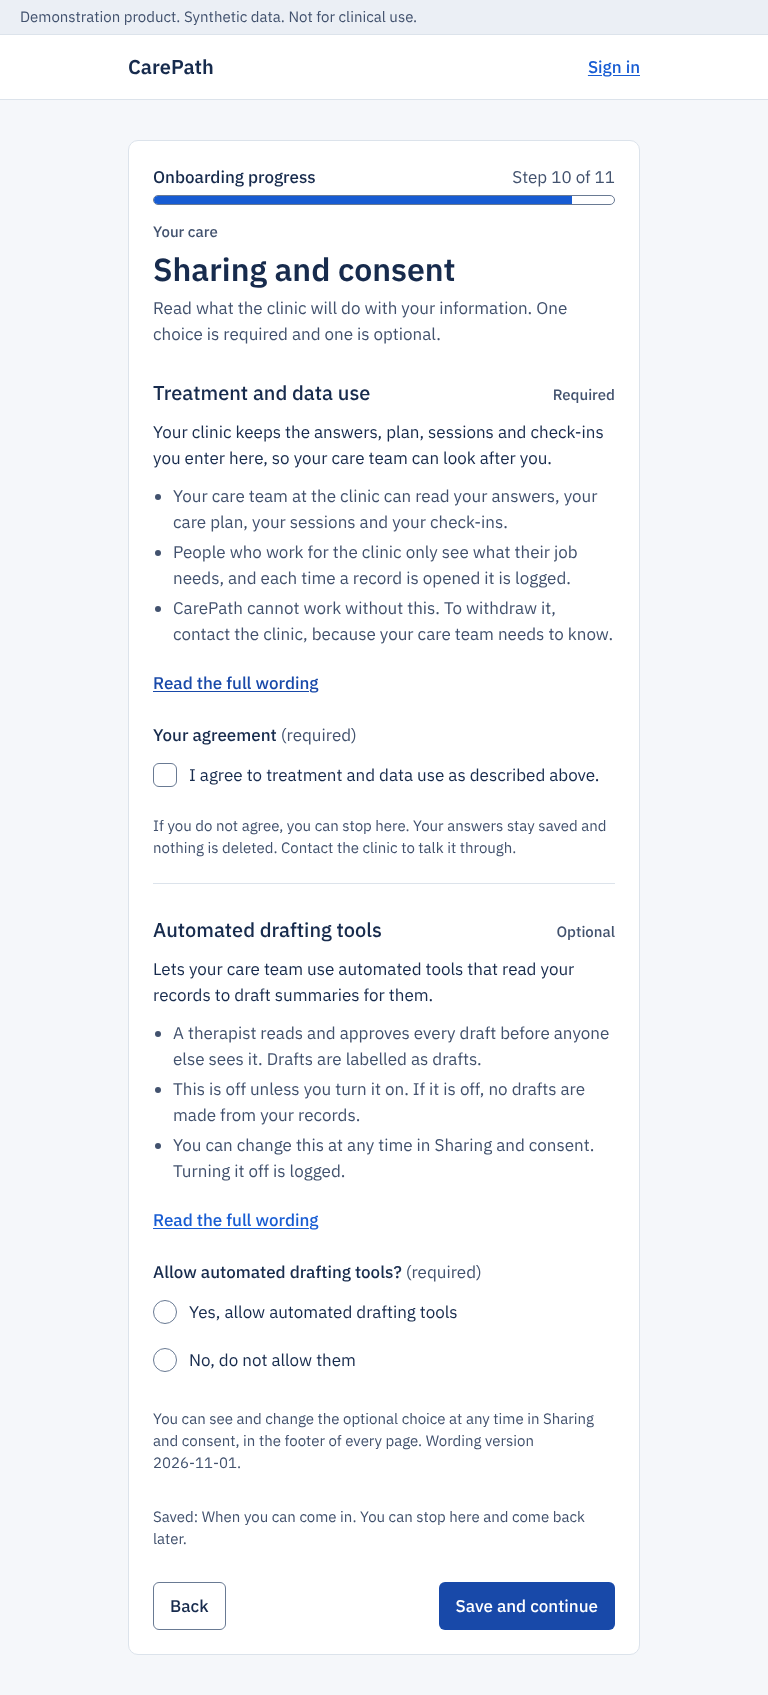 Demonstration product. Synthetic data. Not for clinical use.
CarePath
Sign in
Onboarding progress
Step 10 of 11
Your care
Sharing and consent
Read what the clinic will do with your information. One
choice is required and one is optional.
Treatment and data use
Required
Your clinic keeps the answers, plan, sessions and check-ins
you enter here, so your care team can look after you.
• Your care team at the clinic can read your answers, your
care plan, your sessions and your check-ins.
• People who work for the clinic only see what their job
needs, and each time a record is opened it is logged.
• CarePath cannot work without this. To withdraw it,
contact the clinic, because your care team needs to know.
Read the full wording
Your agreement (required)
I agree to treatment and data use as described above.
If you do not agree, you can stop here. Your answers stay saved and
nothing is deleted. Contact the clinic to talk it through.
Automated drafting tools
Optional
Lets your care team use automated tools that read your
records to draft summaries for them.
• A therapist reads and approves every draft before anyone
else sees it. Drafts are labelled as drafts.
• This is off unless you turn it on. If it is off, no drafts are
made from your records.
• You can change this at any time in Sharing and consent.
Turning it off is logged.
Read the full wording
Allow automated drafting tools? (required)
Yes, allow automated drafting tools
No, do not allow them
You can see and change the optional choice at any time in Sharing
and consent, in the footer of every page. Wording version
2026-11-01.
Saved: When you can come in. You can stop here and come back
later.
Back
Save and continue